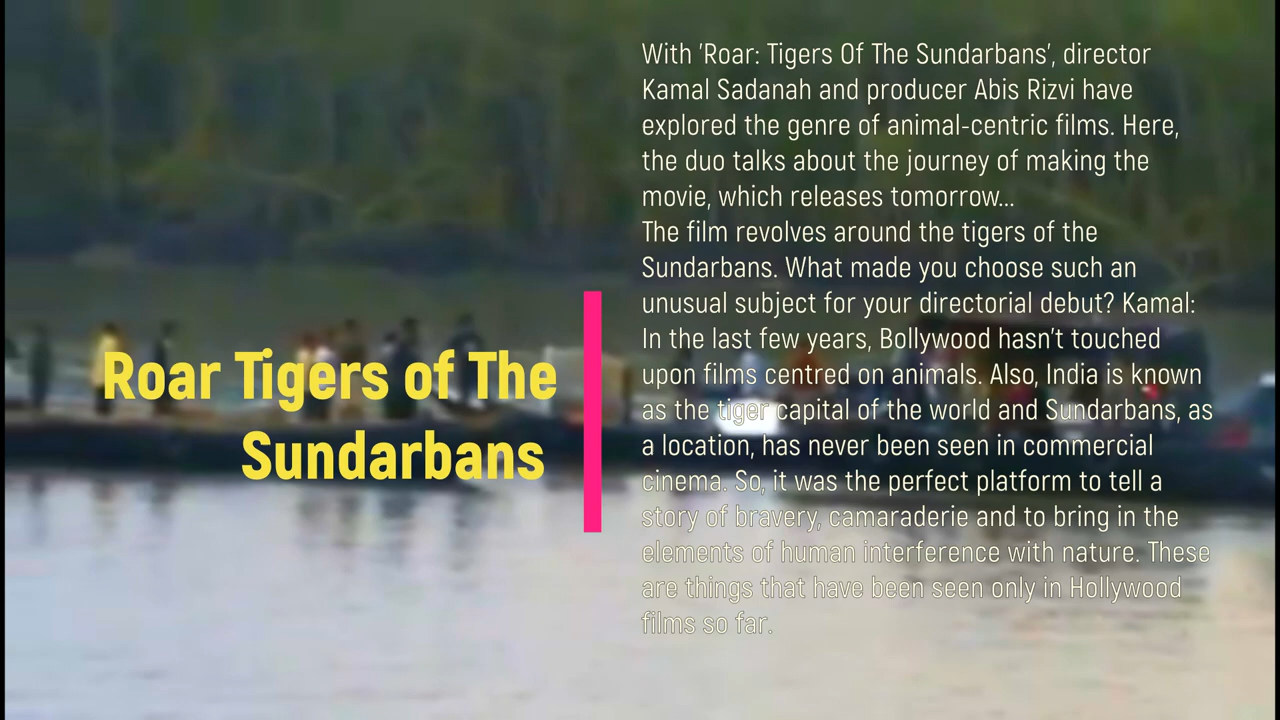 Roar Tigers of The
Sundarbans
With 'Roar: Tigers Of The Sundarbans', director
Kamal Sadanah and producer Abis Rizvi have
explored the genre of animal-centric films. Here,
the duo talks about the journey of making the
movie, which releases tomorrow...
The film revolves around the tigers of the
Sundarbans. What made you choose such an
unusual subject for your directorial debut? Kamal:
In the last few years, Bollywood hasn't touched
upon films centred on animals. Also, India is known
as the tiger capital of the world and Sundarbans, as
a location, has never been seen in commercial
cinema. So, it was the perfect platform to tell a
story of bravery, camaraderie and to bring in the
elements of human interference with nature. These
are things that have been seen only in Hollywood
films so far.